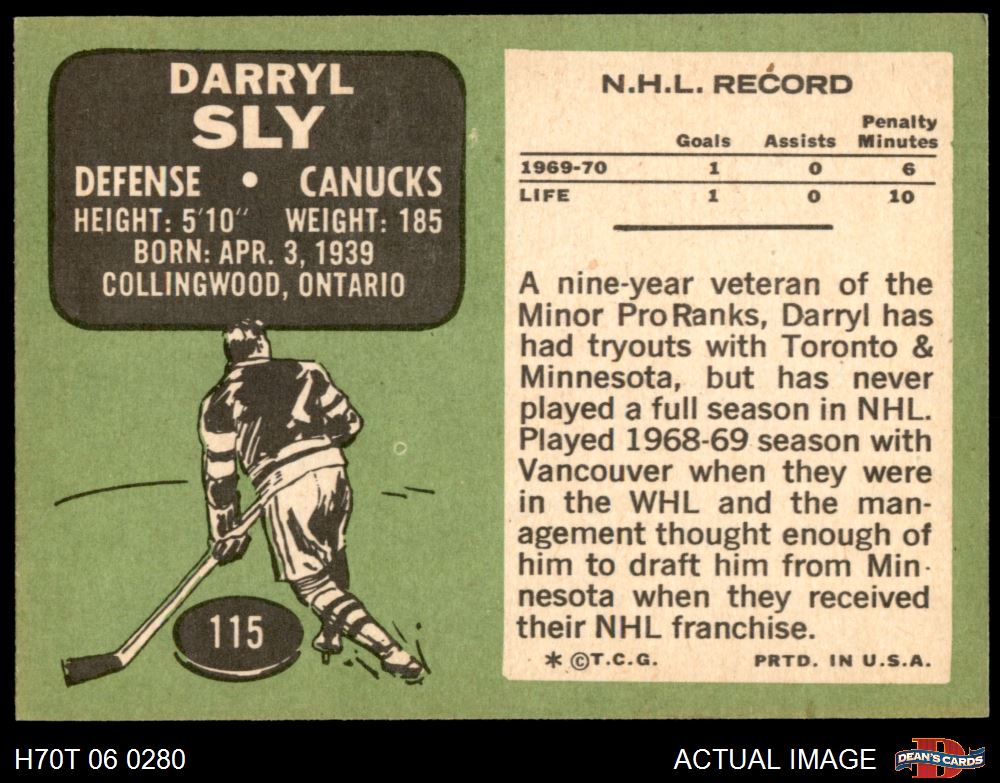 DARRYL
SLY
DEFENSE • CANUCKS
HEIGHT: 5'10" WEIGHT: 185
BORN: APR. 3, 1939
COLLINGWOOD, ONTARIO
115
N.H.L. RECORD
Goals Assists Penalty Minutes
1969-70 1 0 6
LIFE 1 0 10
A nine-year veteran of the
Minor Pro Ranks, Darryl has
had tryouts with Toronto &
Minnesota, but has never
played a full season in NHL.
Played 1968-69 season with
Vancouver when they were
in the WHL and the man-
agement thought enough of
him to draft him from Min-
nesota when they received
their NHL franchise.
* ©T.C.G. PRTD. IN U.S.A.
H70T 06 0280
ACTUAL IMAGE
D
DEAN'S CARDS